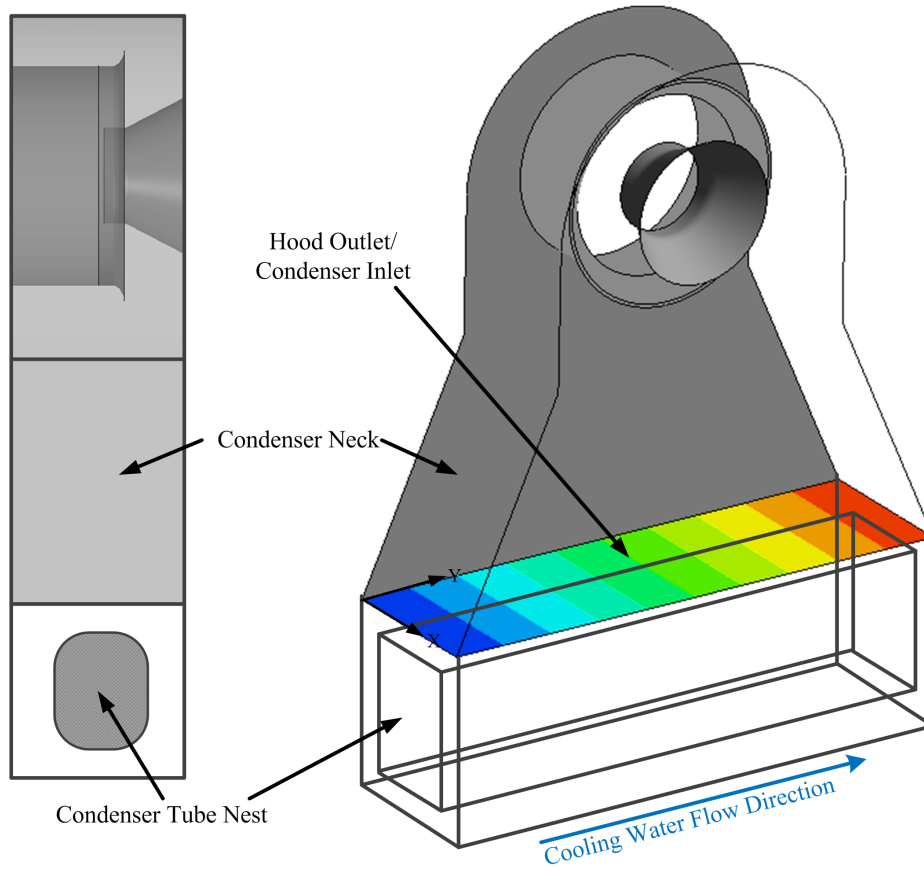 Hood Outlet/
Condenser Inlet
Condenser Neck
Y
X
Condenser Tube Nest
Cooling Water Flow Direction